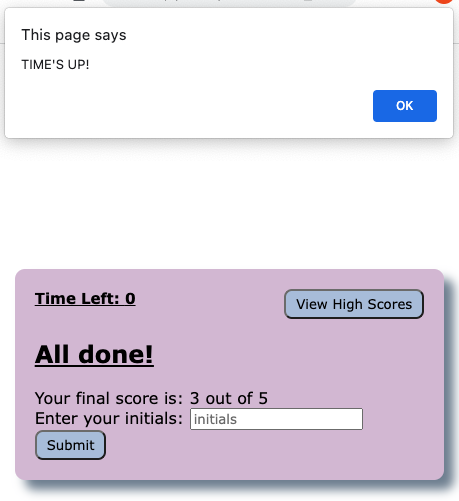 This page says
TIME'S UP!
OK
Time Left: 0
View High Scores
All done!
Your final score is: 3 out of 5
Enter your initials: initials
Submit